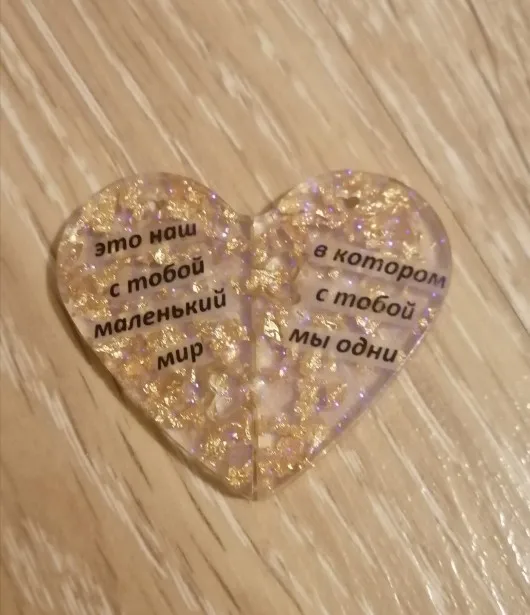 это наш
с тобой
маленький
мир
в котором
с тобой
мы одни